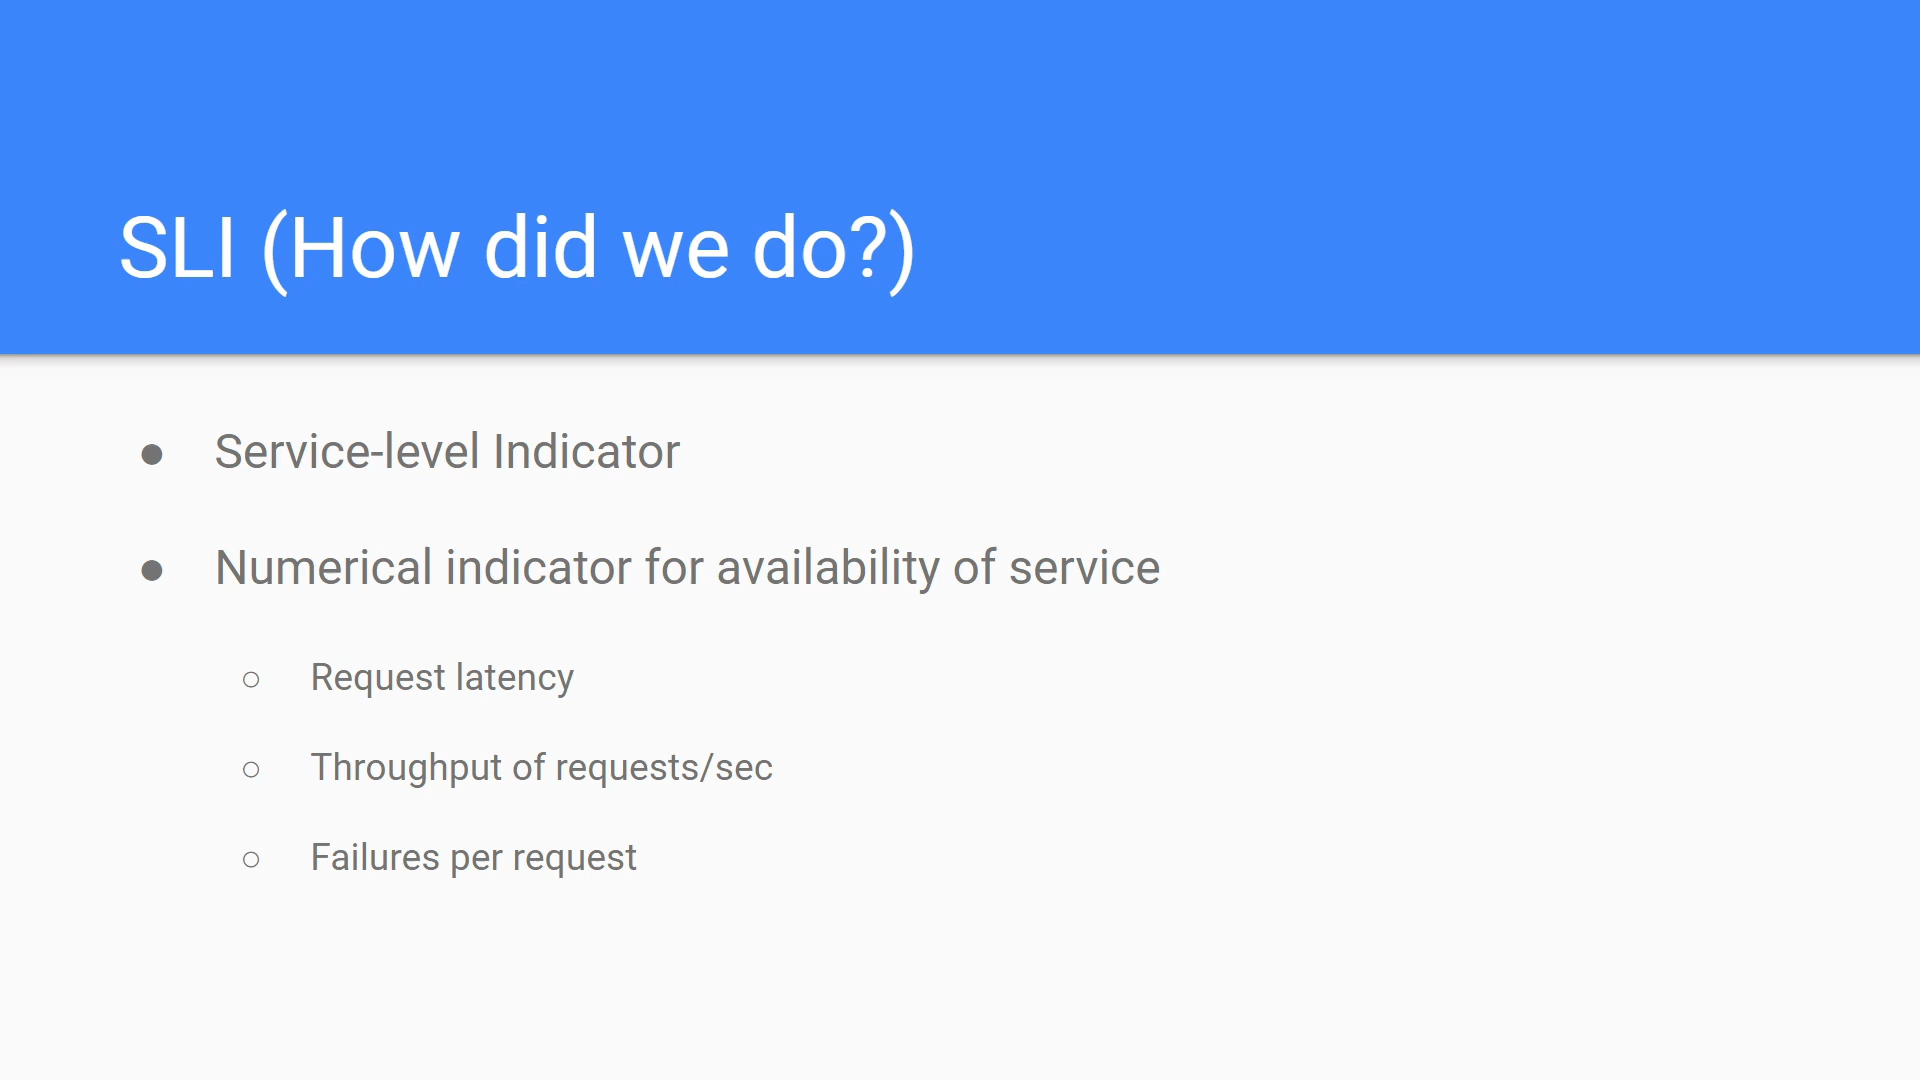 SLI (How did we do?)
● Service-level Indicator
● Numerical indicator for availability of service
○ Request latency
○ Throughput of requests/sec
○ Failures per request